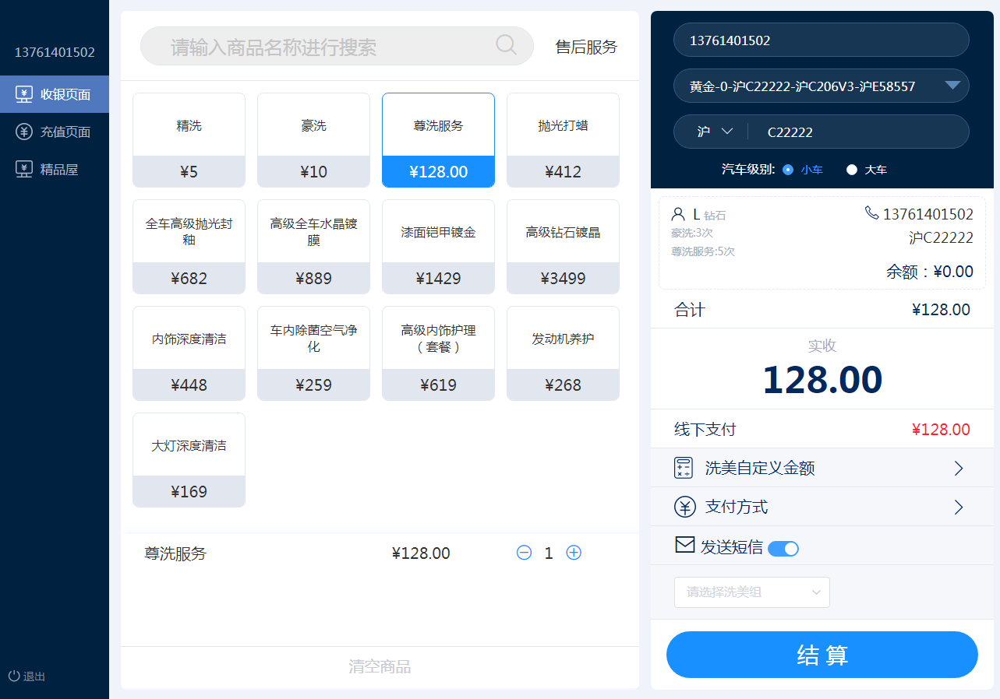 13761401502
收银页面
充值页面
精品屋
退出
请输入商品名称进行搜索
售后服务
精洗
¥5
豪洗
¥10
尊洗服务
¥128.00
抛光打蜡
¥412
全车高级抛光封
釉
¥682
高级全车水晶镀
膜
¥889
漆面铠甲镀金
¥1429
高级钻石镀晶
¥3499
内饰深度清洁
¥448
车内除菌空气净
化
¥259
高级内饰护理
（套餐）
¥619
发动机养护
¥268
大灯深度清洁
¥169
尊洗服务 ¥128.00 1
清空商品
13761401502
黄金-0-沪C22222-沪C206V3-沪E58557
沪 C22222
汽车级别: 小车 大车
L 钻石 13761401502
豪洗:3次 沪C22222
尊洗服务:5次
余额：¥0.00
合计 ¥128.00
实收
128.00
线下支付 ¥128.00
洗美自定义金额
支付方式
发送短信
请选择洗美组
结 算